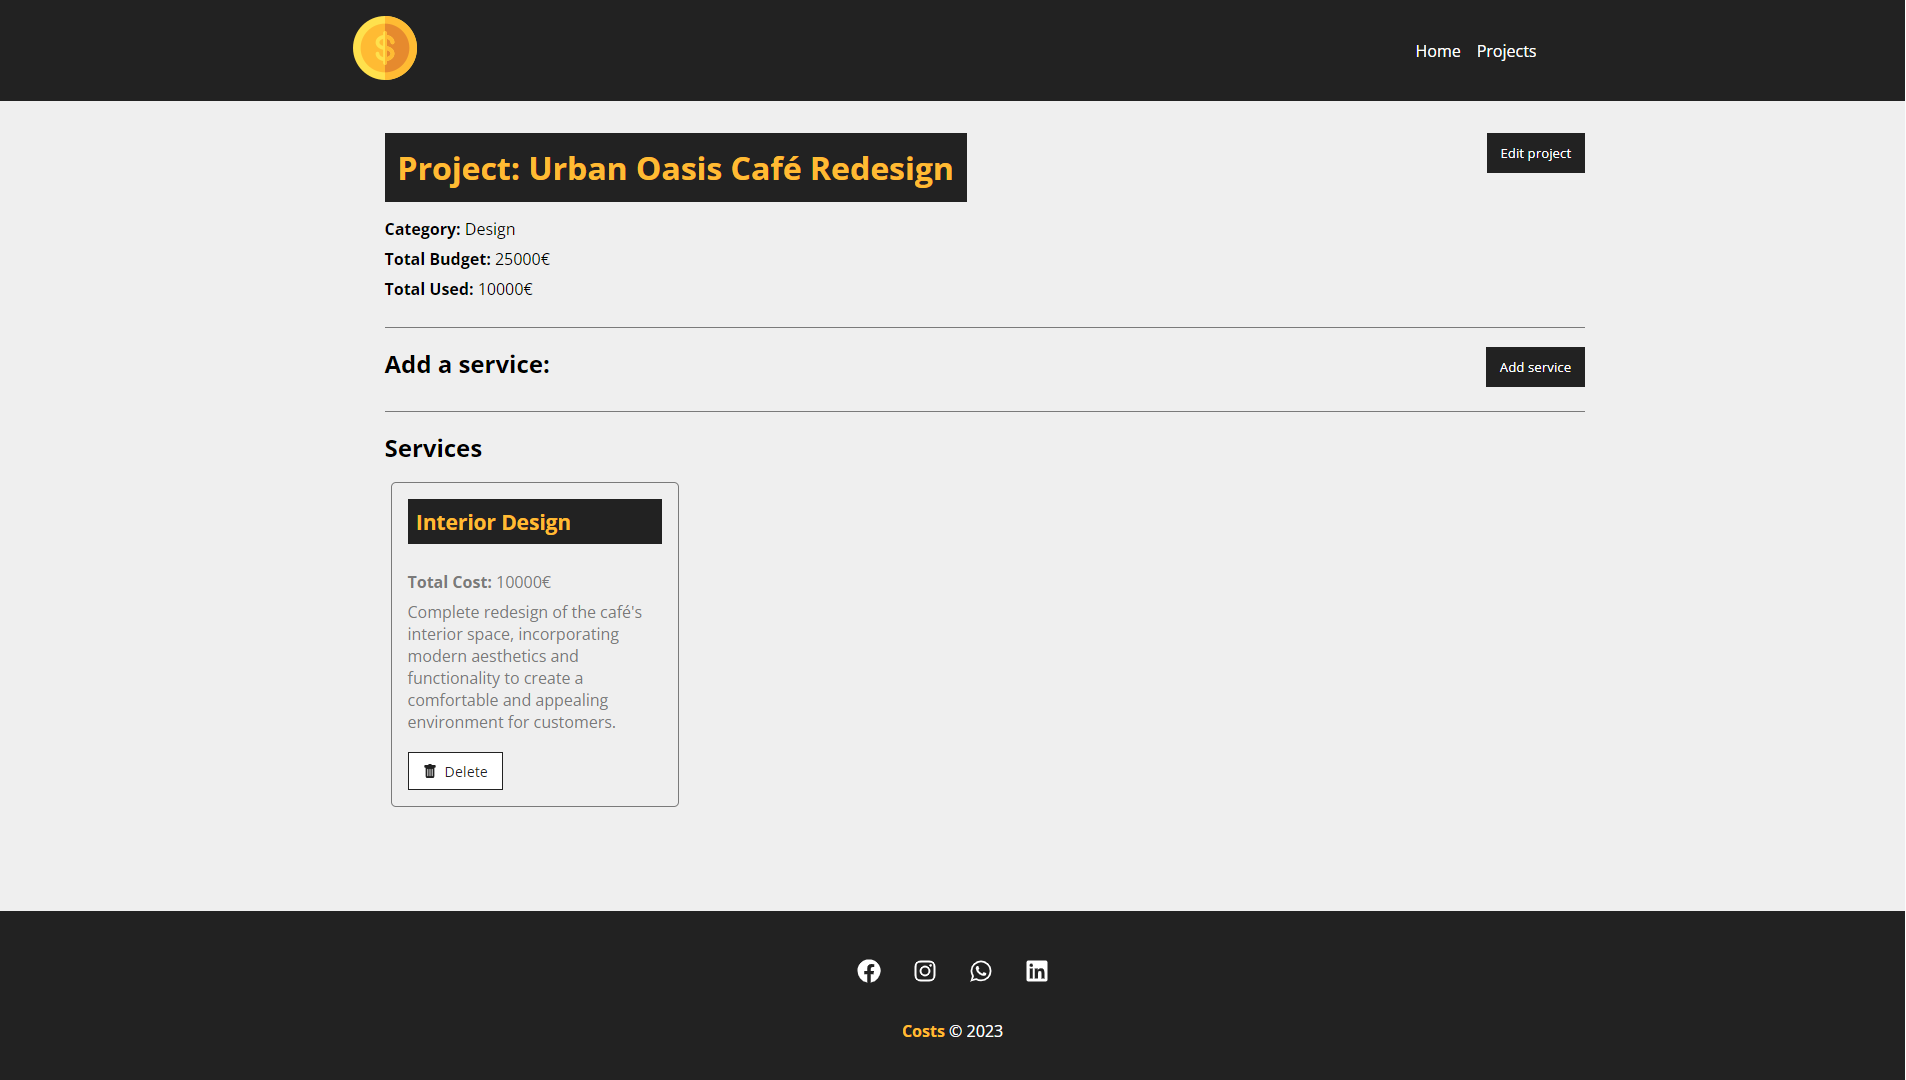 $
Home Projects
Project: Urban Oasis Café Redesign
Edit project
Category: Design
Total Budget: 25000€
Total Used: 10000€
Add a service:
Add service
Services
Interior Design
Total Cost: 10000€
Complete redesign of the café's
interior space, incorporating
modern aesthetics and
functionality to create a
comfortable and appealing
environment for customers.
Delete
Costs © 2023